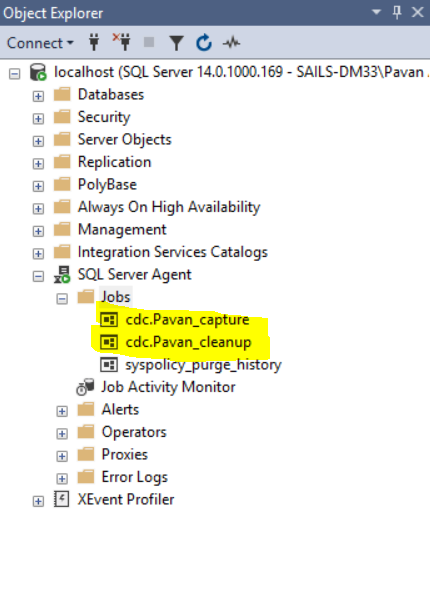 Object Explorer
Connect
localhost (SQL Server 14.0.1000.169 - SAILS-DM33\Pavan
Databases
Security
Server Objects
Replication
PolyBase
Always On High Availability
Management
Integration Services Catalogs
SQL Server Agent
Jobs
cdc.Pavan_capture
cdc.Pavan_cleanup
syspolicy_purge_history
Job Activity Monitor
Alerts
Operators
Proxies
Error Logs
XEvent Profiler